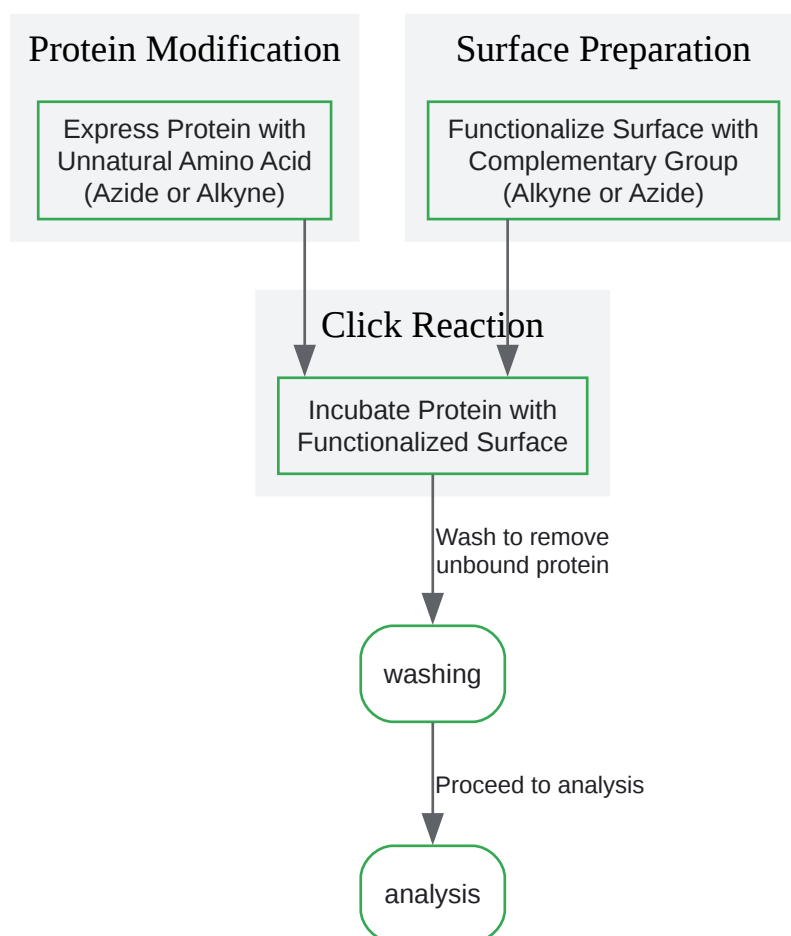 Protein Modification
Express Protein with
Unnatural Amino Acid
(Azide or Alkyne)
Surface Preparation
Functionalize Surface with
Complementary Group
(Alkyne or Azide)
Click Reaction
Incubate Protein with
Functionalized Surface
Wash to remove
unbound protein
washing
Proceed to analysis
analysis